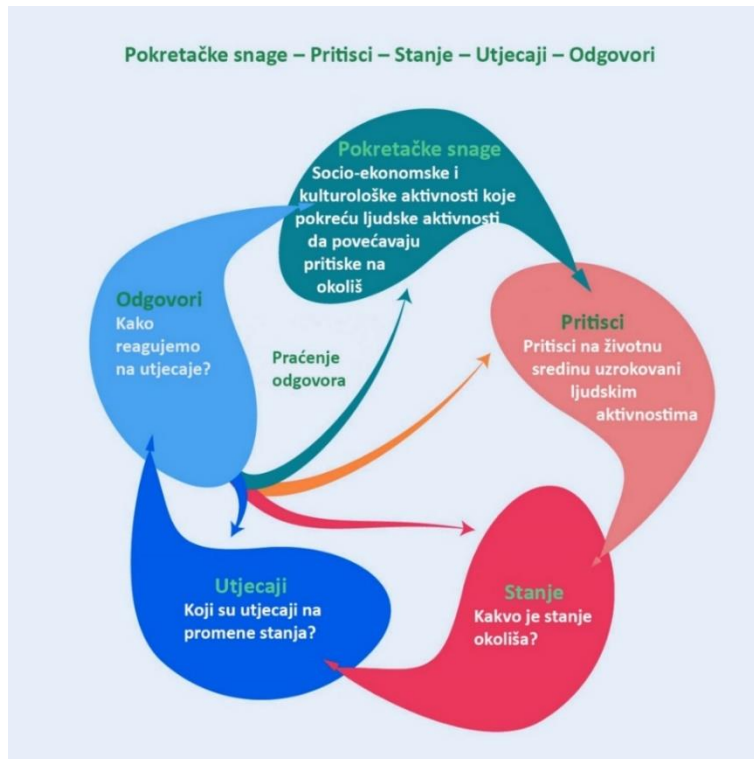 Pokretačke snage – Pritisci – Stanje – Utjecaji – Odgovori
Pokretačke snage
Socio-ekonomske i
kulturološke aktivnosti koje
pokreću ljudske aktivnosti
da povećavaju
pritiske na
okoliš
Pritisci
Pritisci na životnu
sredinu uzrokovani
ljudskim
aktivnostima
Stanje
Kakvo je stanje
okoliša?
Utjecaji
Koji su utjecaji na
promene stanja?
Odgovori
Kako
reagujemo
na utjecaje?
Praćenje
odgovora